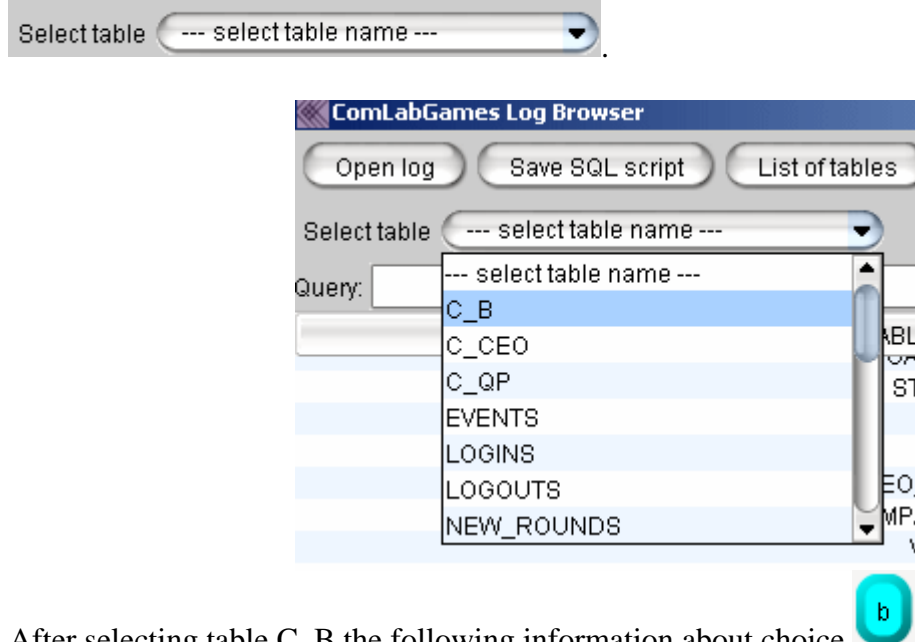 Select table --- select table name --- .
ComLabGames Log Browser
Open log Save SQL script List of tables
Select table --- select table name ---
--- select table name ---
Query:
C_B
C_CEO
C_QP
EVENTS
LOGINS
LOGOUTS
NEW_ROUNDS
b
After selecting table C_B the following information about choice